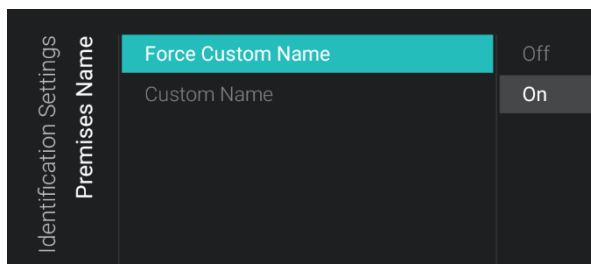 Identification Settings
Premises Name
Force Custom Name
Custom Name
Off
On